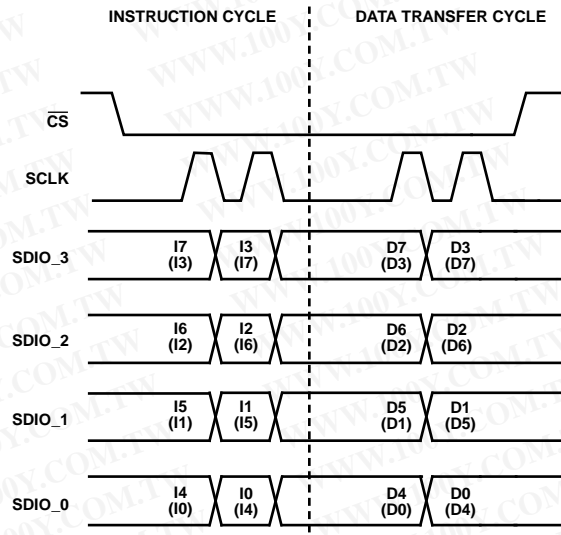 INSTRUCTION CYCLE DATA TRANSFER CYCLE
CS
SCLK
SDIO_3 I7 I3 D7 D3
(I3) (I7) (D3) (D7)
SDIO_2 I6 I2 D6 D2
(I2) (I6) (D2) (D6)
SDIO_1 I5 I1 D5 D1
(I1) (I5) (D1) (D5)
SDIO_0 I4 I0 D4 D0
(I0) (I4) (D0) (D4)
WWW.100Y.COM.TW